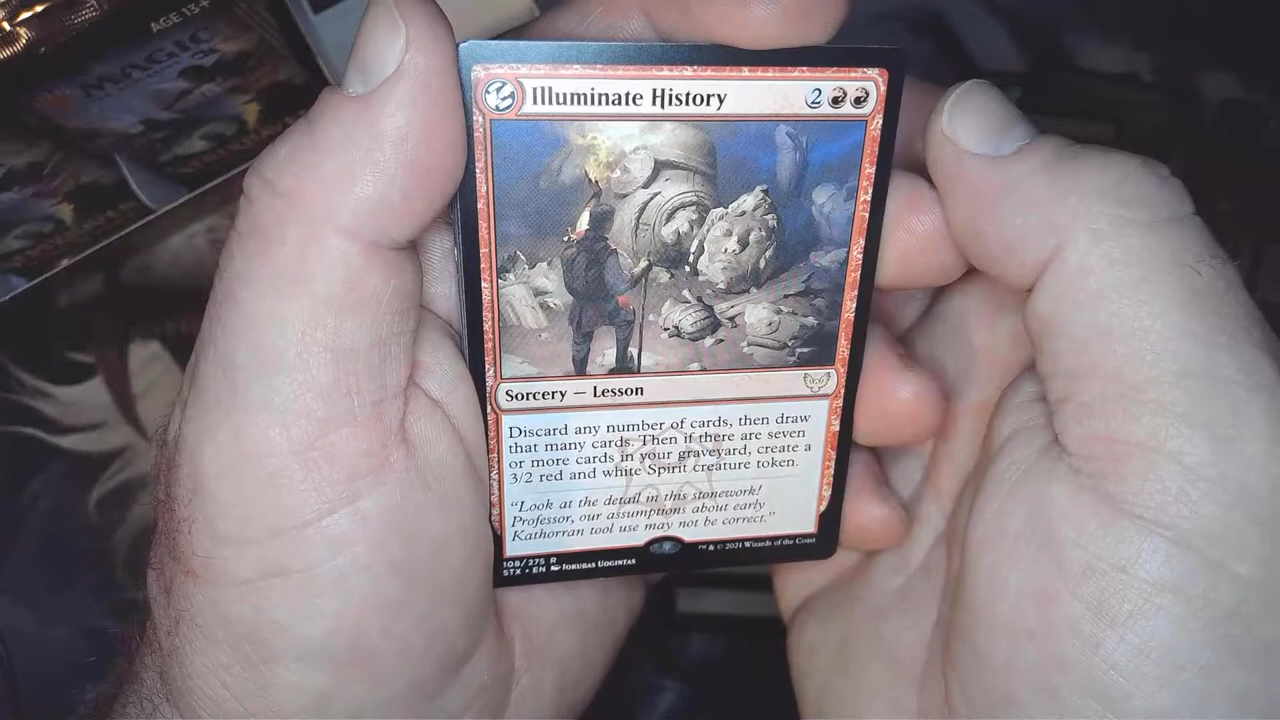 AGE 13+
MAGIC
Illuminate History
2
Sorcery — Lesson
Discard any number of cards, then draw
that many cards. Then if there are seven
or more cards in your graveyard, create a
3/2 red and white Spirit creature token.
“Look at the detail in this stonework!
Professor, our assumptions about early
Kathorran tool use may not be correct.”
108/275 R
STX • EN Jokubas Uogintas
™ & © 2021 Wizards of the Coast